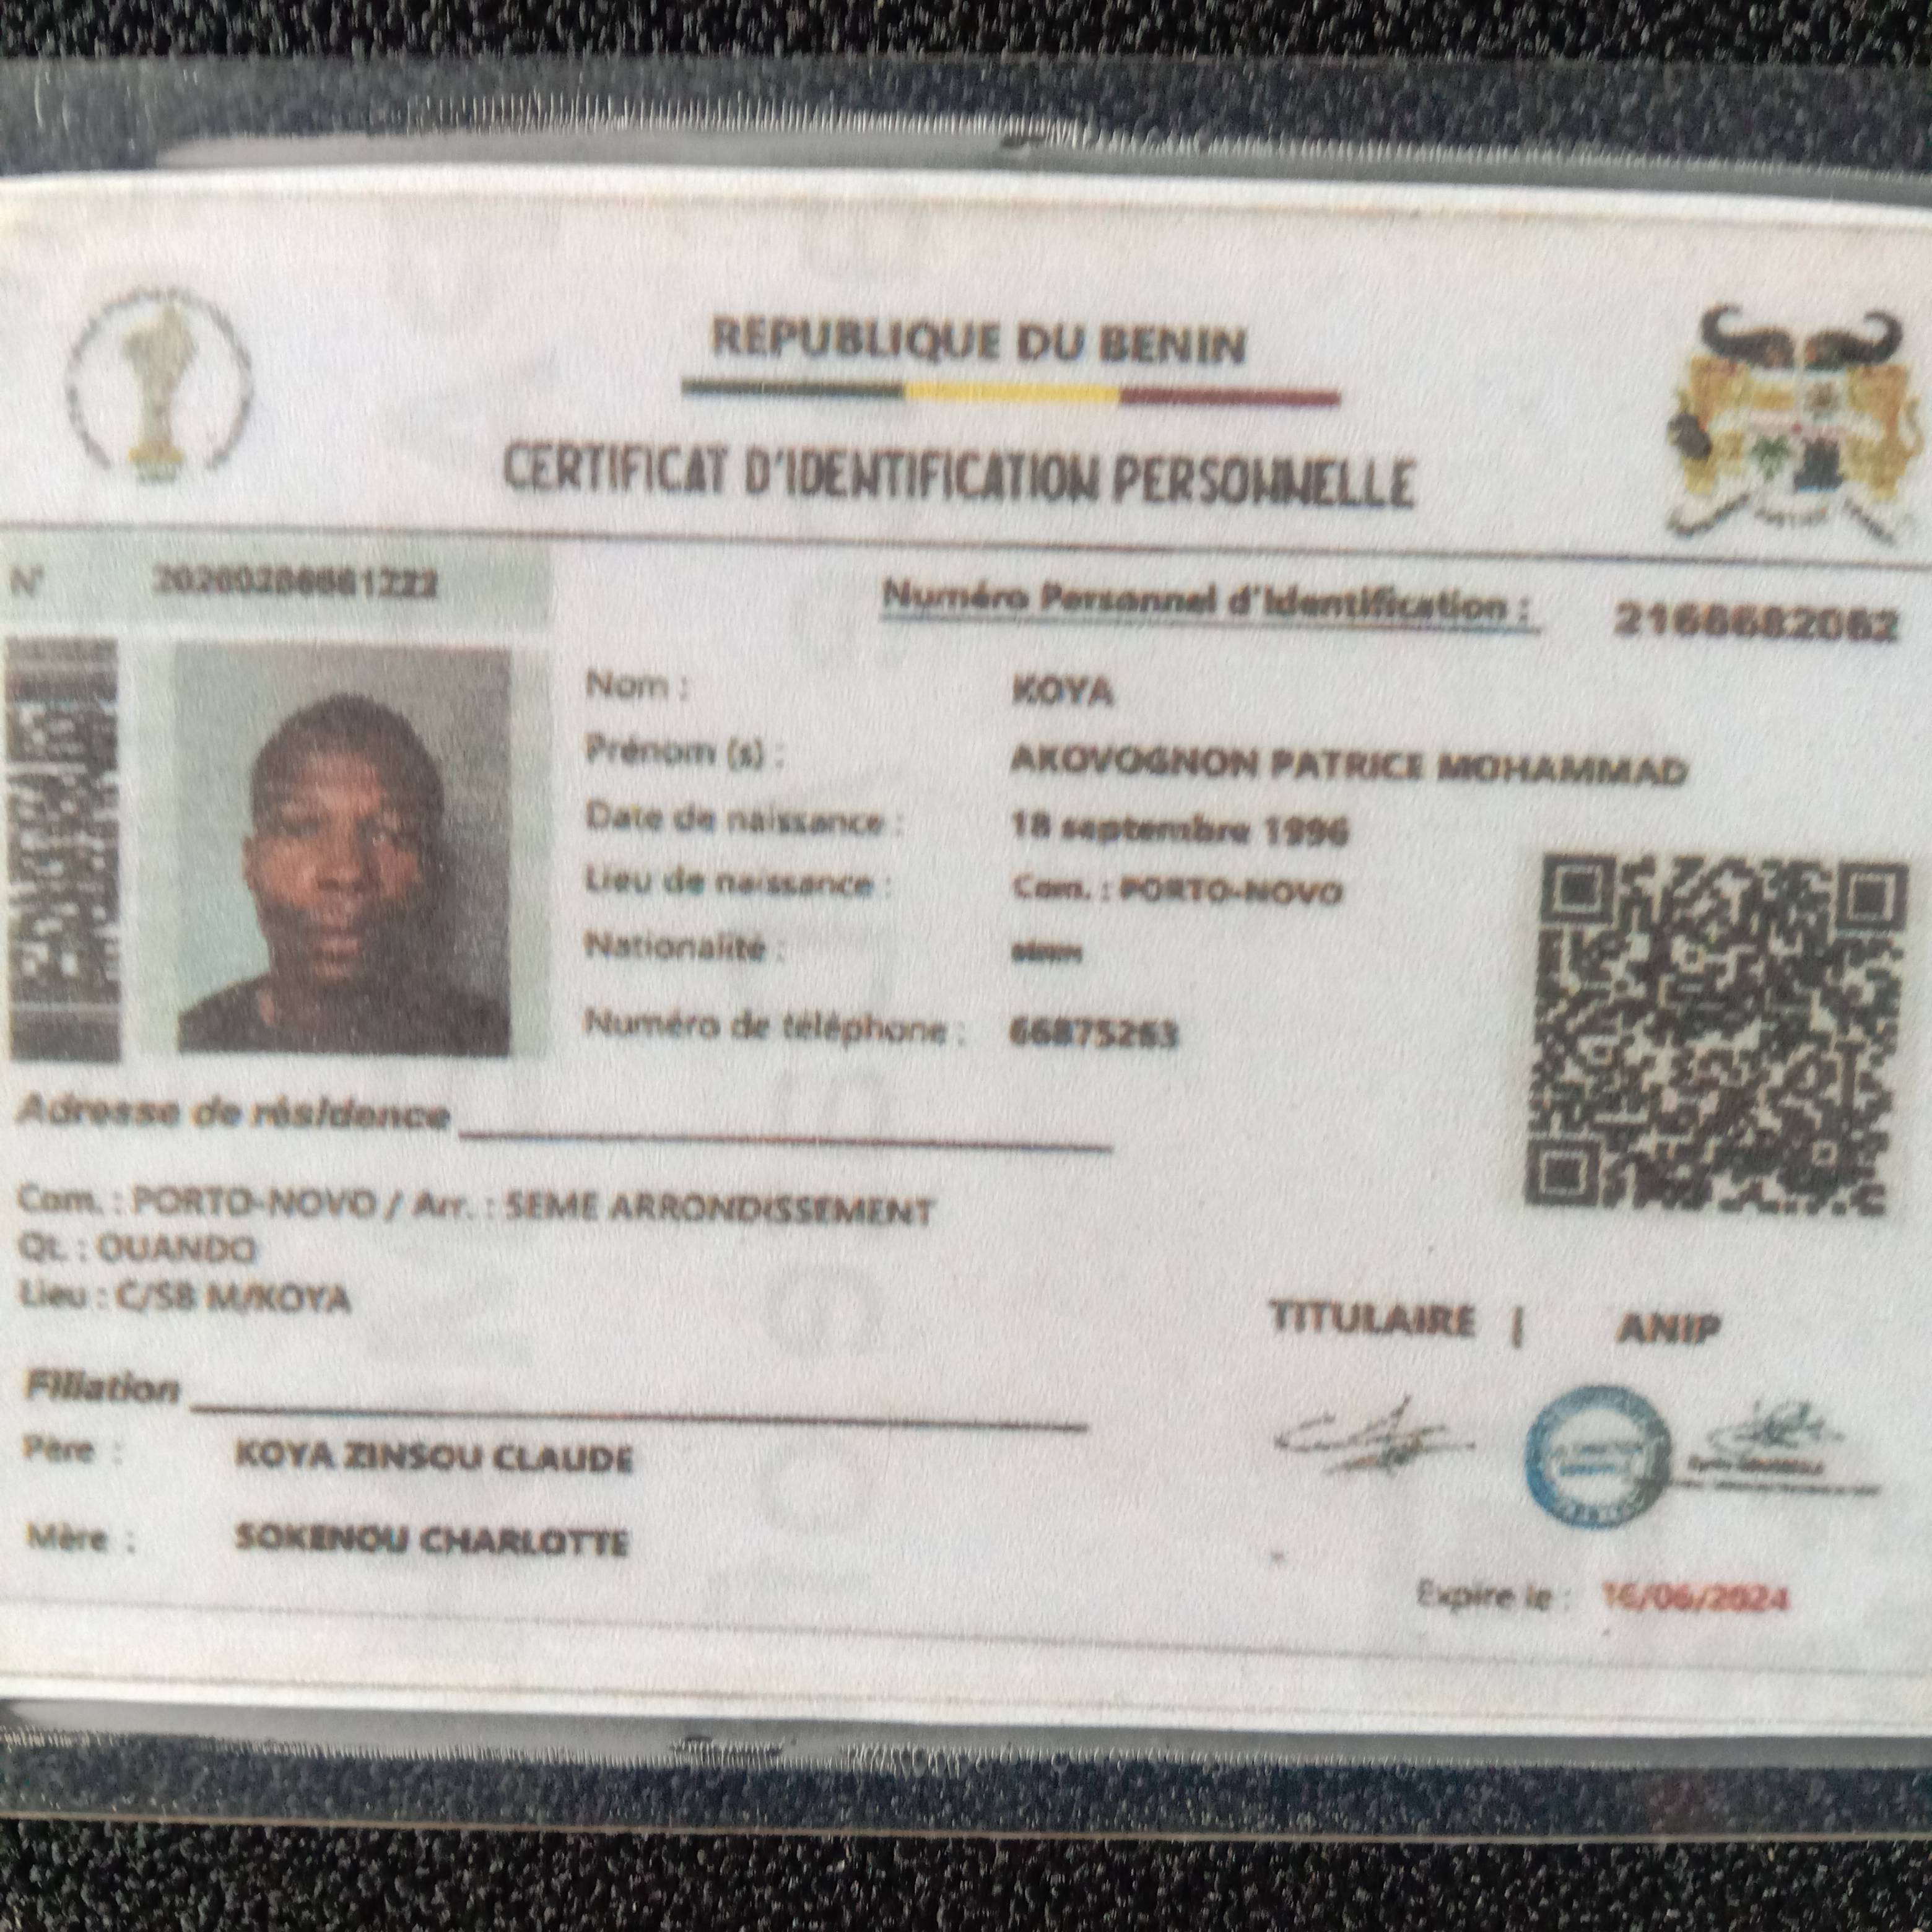 REPUBLIQUE DU BENIN
CERTIFICAT D'IDENTIFICATION PERSONNELLE
N°
Numéro Personnel d'Identification : 2168682062
Nom : KOYA
Prénom (s) : AKOVOGNON PATRICE MOHAMMAD
Date de naissance : 18 septembre 1996
Lieu de naissance : Com. : PORTO-NOVO
Nationalité :
Numéro de téléphone : 66875263
Adresse de résidence
Com. : PORTO-NOVO / Arr. : 5EME ARRONDISSEMENT
Qt. : OUANDO
Lieu : C/SB M/KOYA
TITULAIRE | ANIP
Filiation
Père : KOYA ZINSOU CLAUDE
Mère : SOKENOU CHARLOTTE
Expire le : 16/06/2024